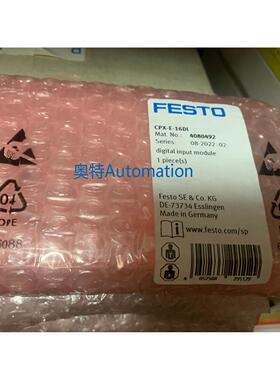 FESTO
CPX-E-16DI
Mat. No.: 4080492
Series: 08-2022-02
digital input module
1 piece(s)
奥特Automation
Festo SE & Co. KG
DE-73734 Esslingen
Made in Germany
www.festo.com/sp